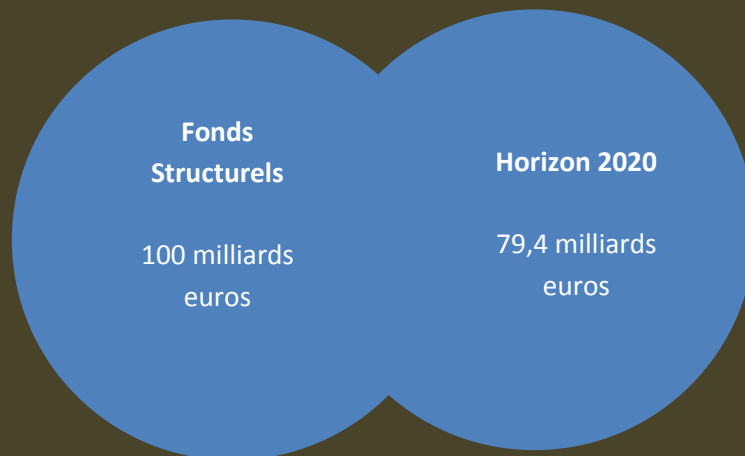 Fonds
Structurels
100 milliards
euros
Horizon 2020
79,4 milliards
euros